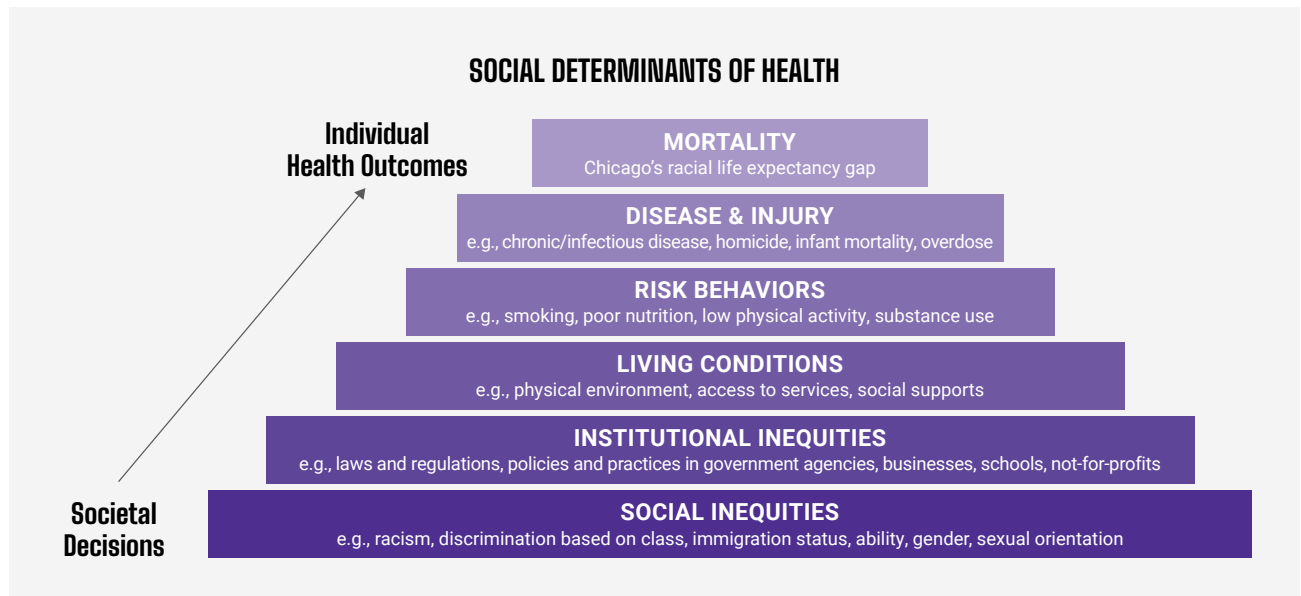 SOCIAL DETERMINANTS OF HEALTH
Individual
Health Outcomes
MORTALITY
Chicago’s racial life expectancy gap
DISEASE & INJURY
e.g., chronic/infectious disease, homicide, infant mortality, overdose
RISK BEHAVIORS
e.g., smoking, poor nutrition, low physical activity, substance use
LIVING CONDITIONS
e.g., physical environment, access to services, social supports
INSTITUTIONAL INEQUITIES
e.g., laws and regulations, policies and practices in government agencies, businesses, schools, not-for-profits
Societal
Decisions
SOCIAL INEQUITIES
e.g., racism, discrimination based on class, immigration status, ability, gender, sexual orientation